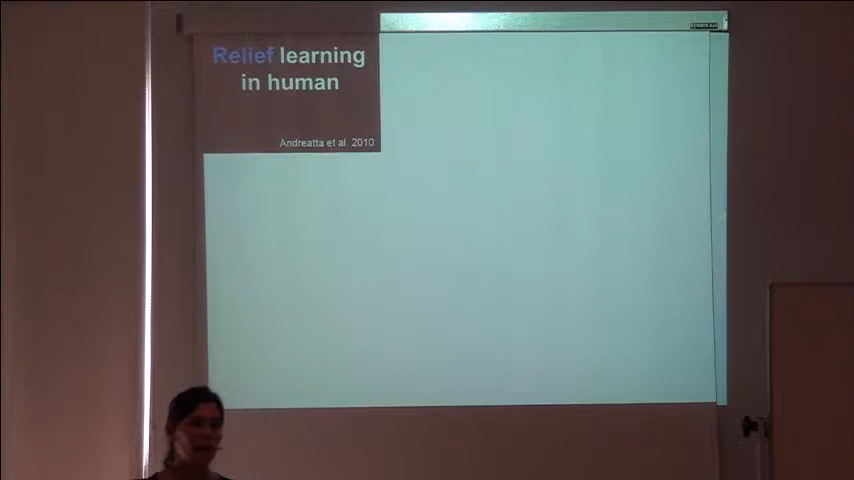 Relief learning
in human
Andreatta et al. 2010